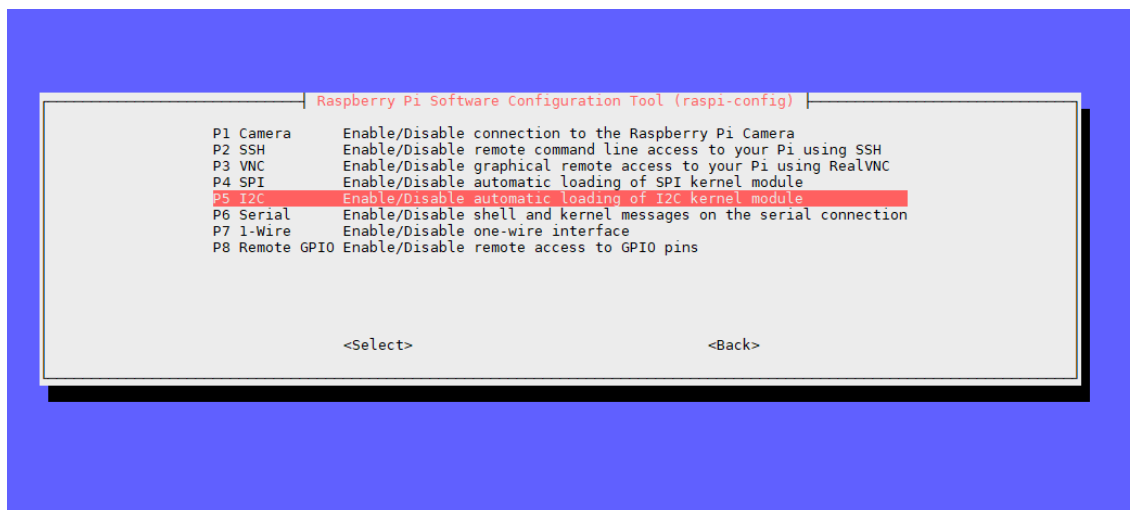 Raspberry Pi Software Configuration Tool (raspi-config)
P1 Camera Enable/Disable connection to the Raspberry Pi Camera
P2 SSH Enable/Disable remote command line access to your Pi using SSH
P3 VNC Enable/Disable graphical remote access to your Pi using RealVNC
P4 SPI Enable/Disable automatic loading of SPI kernel module
P5 I2C Enable/Disable automatic loading of I2C kernel module
P6 Serial Enable/Disable shell and kernel messages on the serial connection
P7 1-Wire Enable/Disable one-wire interface
P8 Remote GPIO Enable/Disable remote access to GPIO pins
<Select> <Back>